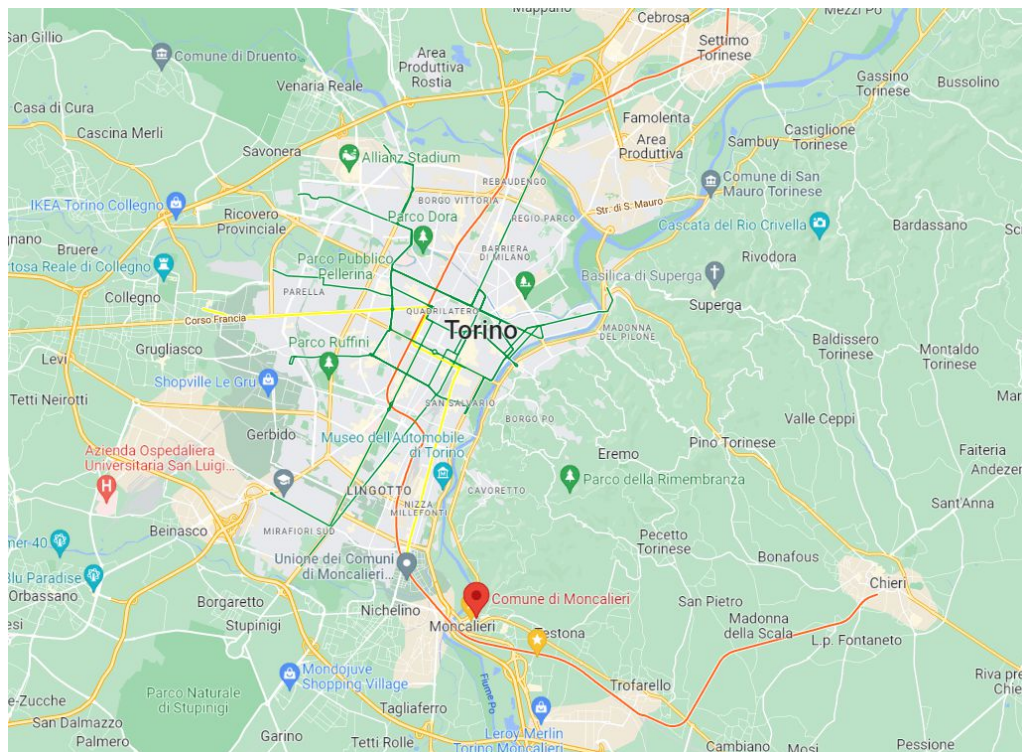 Mappano
Cebrosa
Mezzi Po
San Gillio
Comune di Druento
Area
Produttiva
Rostia
Settimo
Torinese
Venaria Reale
Gassino
Torinese
Bussolino
Casa di Cura
Famolenta
Cascina Merli
Area
Produttiva
Castiglione
Torinese
Savonera
Allianz Stadium
Sambuy
REBAUDENGO
Comune di San
Mauro Torinese
IKEA Torino Collegno
BORGO VITTORIA
Str. di S. Mauro
Ricovero
Provinciale
Parco Dora
REGIO PARCO
Cascata del Rio Crivella
Bardassano
Bruere
BARRIERA
DI MILANO
Rivodora
Parco Pubblico
Pellerina
Basilica di Superga
tosa Reale di Collegno
Collegno
PARELLA
Superga
QUADRILATERO
Corso Francia
Torino
MADONNA
DEL PILONE
Baldissero
Torinese
Grugliasco
Parco Ruffini
Levi
Montaldo
Torinese
Shopville Le Gru
Tetti Neirotti
SAN SALVARIO
BORGO PO
Valle Ceppi
Gerbido
Museo dell'Automobile
di Torino
Pino Torinese
Eremo
Faiteria
Azienda Ospedaliera
Universitaria San Luigi...
Andezer
Parco della Rimembranza
LINGOTTO
CAVORETTO
NIZZA
MILLEFONTI
Sant'Anna
Beinasco
MIRAFIORI SUD
Pecetto
Torinese
Unione dei Comuni
di Moncalieri...
Bonafous
Blu Paradise
Orbassano
Chieri
Borgaretto
Nichelino
Comune di Moncalieri
San Pietro
Stupinigi
Moncalieri
Testona
Madonna
della Scala
L.p. Fontaneto
Mondojuve
Shopping Village
Fiume Po
Trofarello
Riva pre
Chie
Parco Naturale
di Stupinigi
Tagliaferro
San Dalmazzo
Leroy Merlin
Torino Moncalieri
Palmero
Garino
Tetti Rolle
Cambiano
Mosi
Pessione